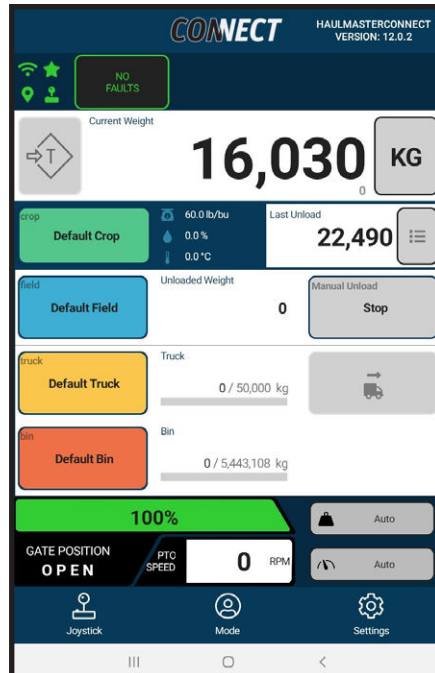 CONNECT
HAULMASTERCONNECT
VERSION: 12.0.2
NO
FAULTS
Current Weight
T
16,030
KG
0
crop
Default Crop
60.0 lb/bu
0.0 %
0.0 °C
Last Unload
22,490
field
Default Field
Unloaded Weight
0
Manual Unload
Stop
truck
Default Truck
Truck
0 / 50,000 kg
bin
Default Bin
Bin
0 / 5,443,108 kg
100%
Auto
GATE POSITION
OPEN
PTO
SPEED
0
RPM
Auto
Joystick
Mode
Settings